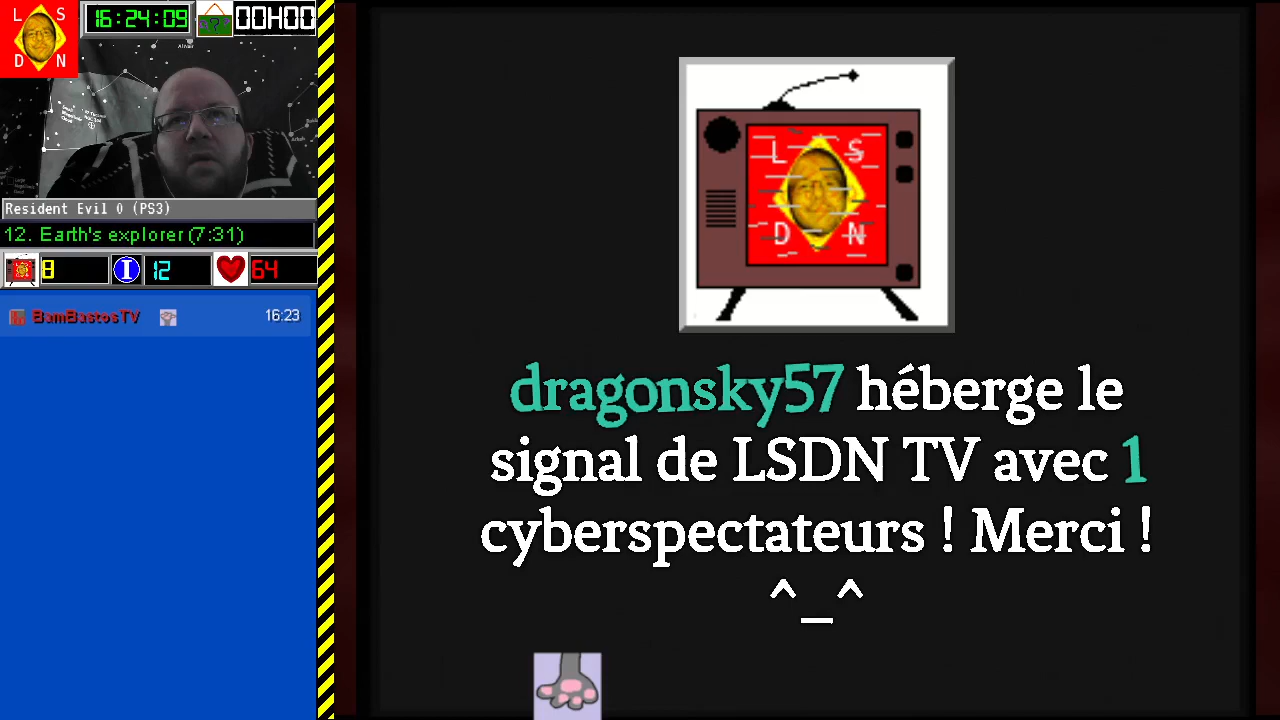 L S
D N
16:24:09
00H00
Resident Evil 0 (PS3)
12. Earth's explorer (7:31)
8
12
64
BamBastosTV
16:23
L S
D N
dragonsky57 héberge le
signal de LSDN TV avec 1
cyberspectateurs ! Merci !
^_^